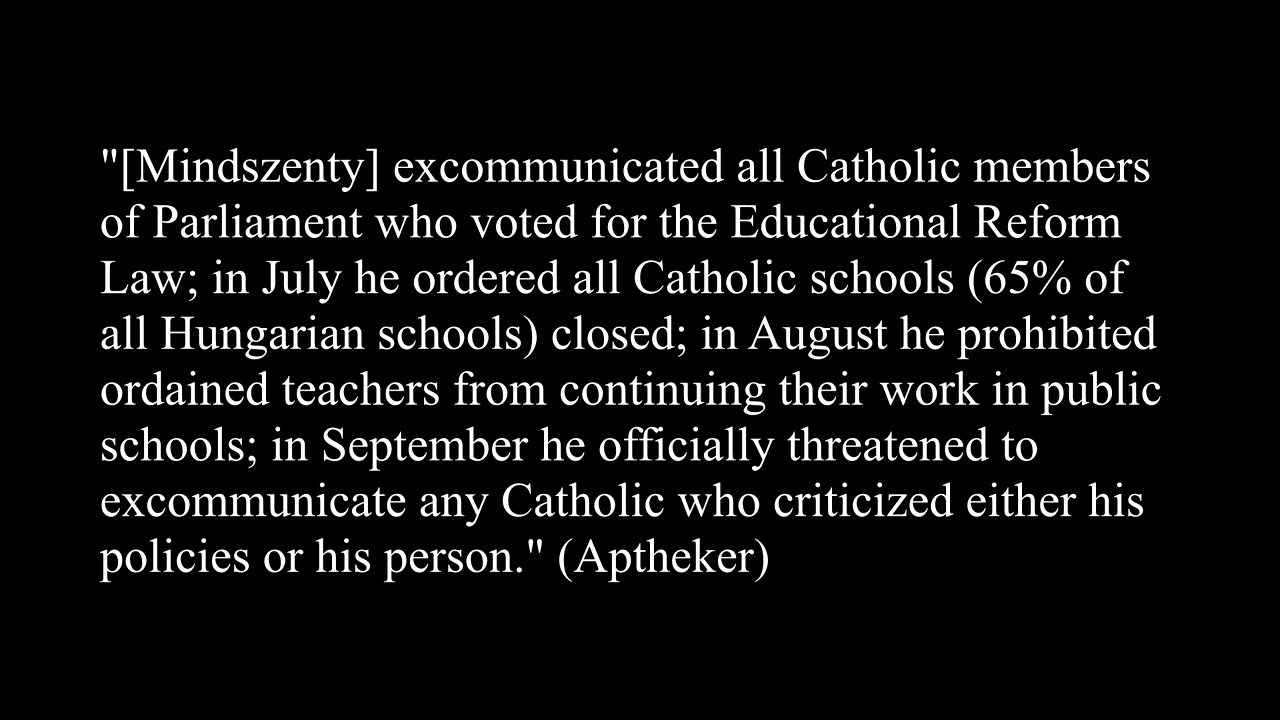 "[Mindszenty] excommunicated all Catholic members
of Parliament who voted for the Educational Reform
Law; in July he ordered all Catholic schools (65% of
all Hungarian schools) closed; in August he prohibited
ordained teachers from continuing their work in public
schools; in September he officially threatened to
excommunicate any Catholic who criticized either his
policies or his person." (Aptheker)